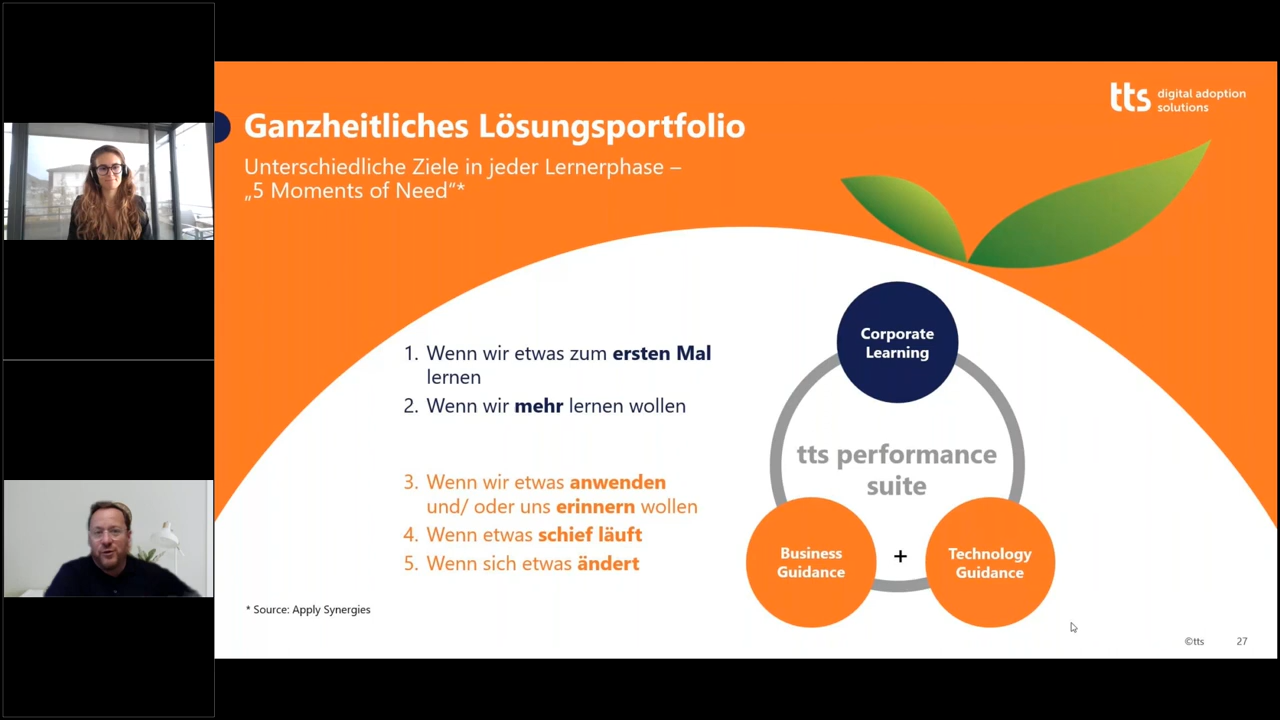 tts digital adoption
solutions
Ganzheitliches Lösungsportfolio
Unterschiedliche Ziele in jeder Lernerphase –
„5 Moments of Need“*
1. Wenn wir etwas zum ersten Mal
lernen
2. Wenn wir mehr lernen wollen
3. Wenn wir etwas anwenden
und/ oder uns erinnern wollen
4. Wenn etwas schief läuft
5. Wenn sich etwas ändert
Corporate
Learning
tts performance
suite
Business
Guidance
+
Technology
Guidance
* Source: Apply Synergies
©tts 27